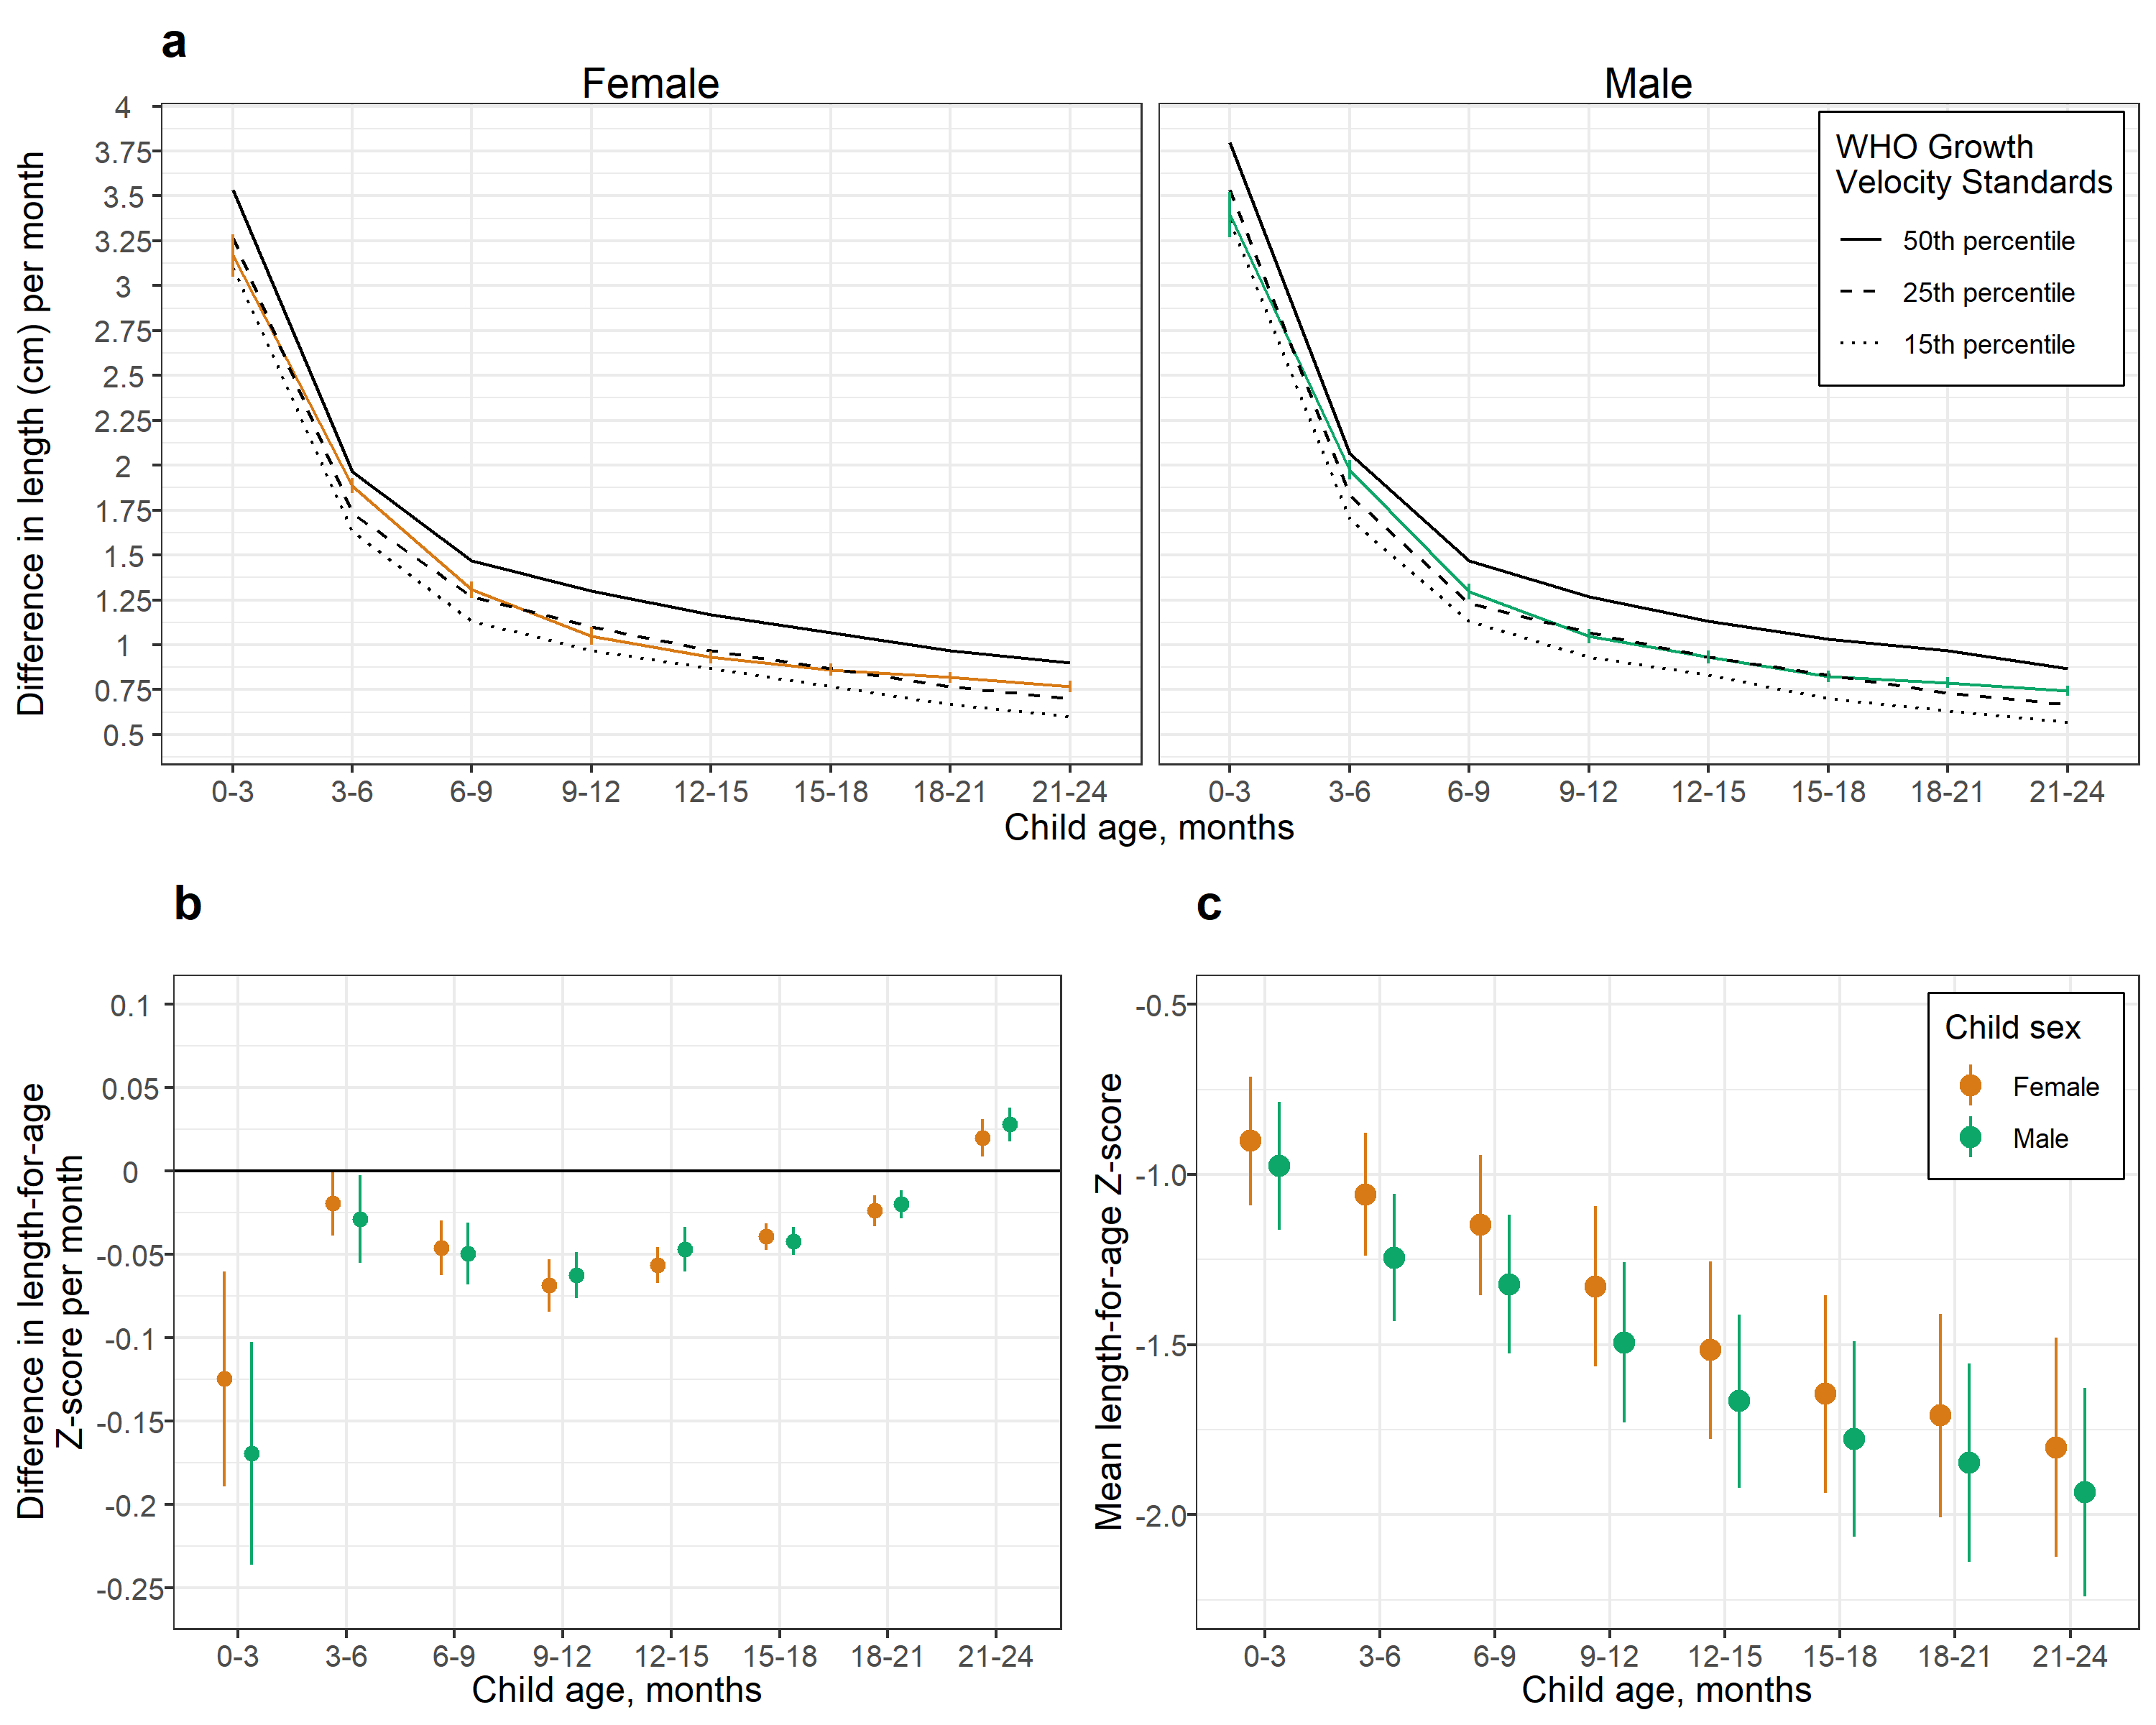 a
Female
Male
Difference in length (cm) per month
4
3.75
3.5
3.25
3
2.75
2.5
2.25
2
1.75
1.5
1.25
1
0.75
0.5
WHO Growth
Velocity Standards
50th percentile
25th percentile
15th percentile
0-3 3-6 6-9 9-12 12-15 15-18 18-21 21-24
0-3 3-6 6-9 9-12 12-15 15-18 18-21 21-24
Child age, months
b
Difference in length-for-age
Z-score per month
0.1
0.05
0
-0.05
-0.1
-0.15
-0.2
-0.25
0-3 3-6 6-9 9-12 12-15 15-18 18-21 21-24
Child age, months
c
Mean length-for-age Z-score
-0.5
-1.0
-1.5
-2.0
Child sex
Female
Male
0-3 3-6 6-9 9-12 12-15 15-18 18-21 21-24
Child age, months